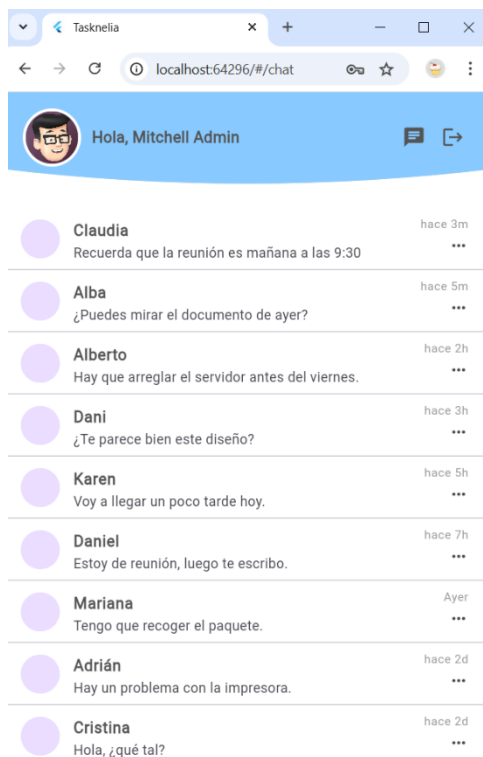 Tasknelia
localhost:64296/#/chat
Hola, Mitchell Admin
Claudia
hace 3m
Recuerda que la reunión es mañana a las 9:30
Alba
hace 5m
¿Puedes mirar el documento de ayer?
Alberto
hace 2h
Hay que arreglar el servidor antes del viernes.
Dani
hace 3h
¿Te parece bien este diseño?
Karen
hace 5h
Voy a llegar un poco tarde hoy.
Daniel
hace 7h
Estoy de reunión, luego te escribo.
Mariana
Ayer
Tengo que recoger el paquete.
Adrián
hace 2d
Hay un problema con la impresora.
Cristina
hace 2d
Hola, ¿qué tal?